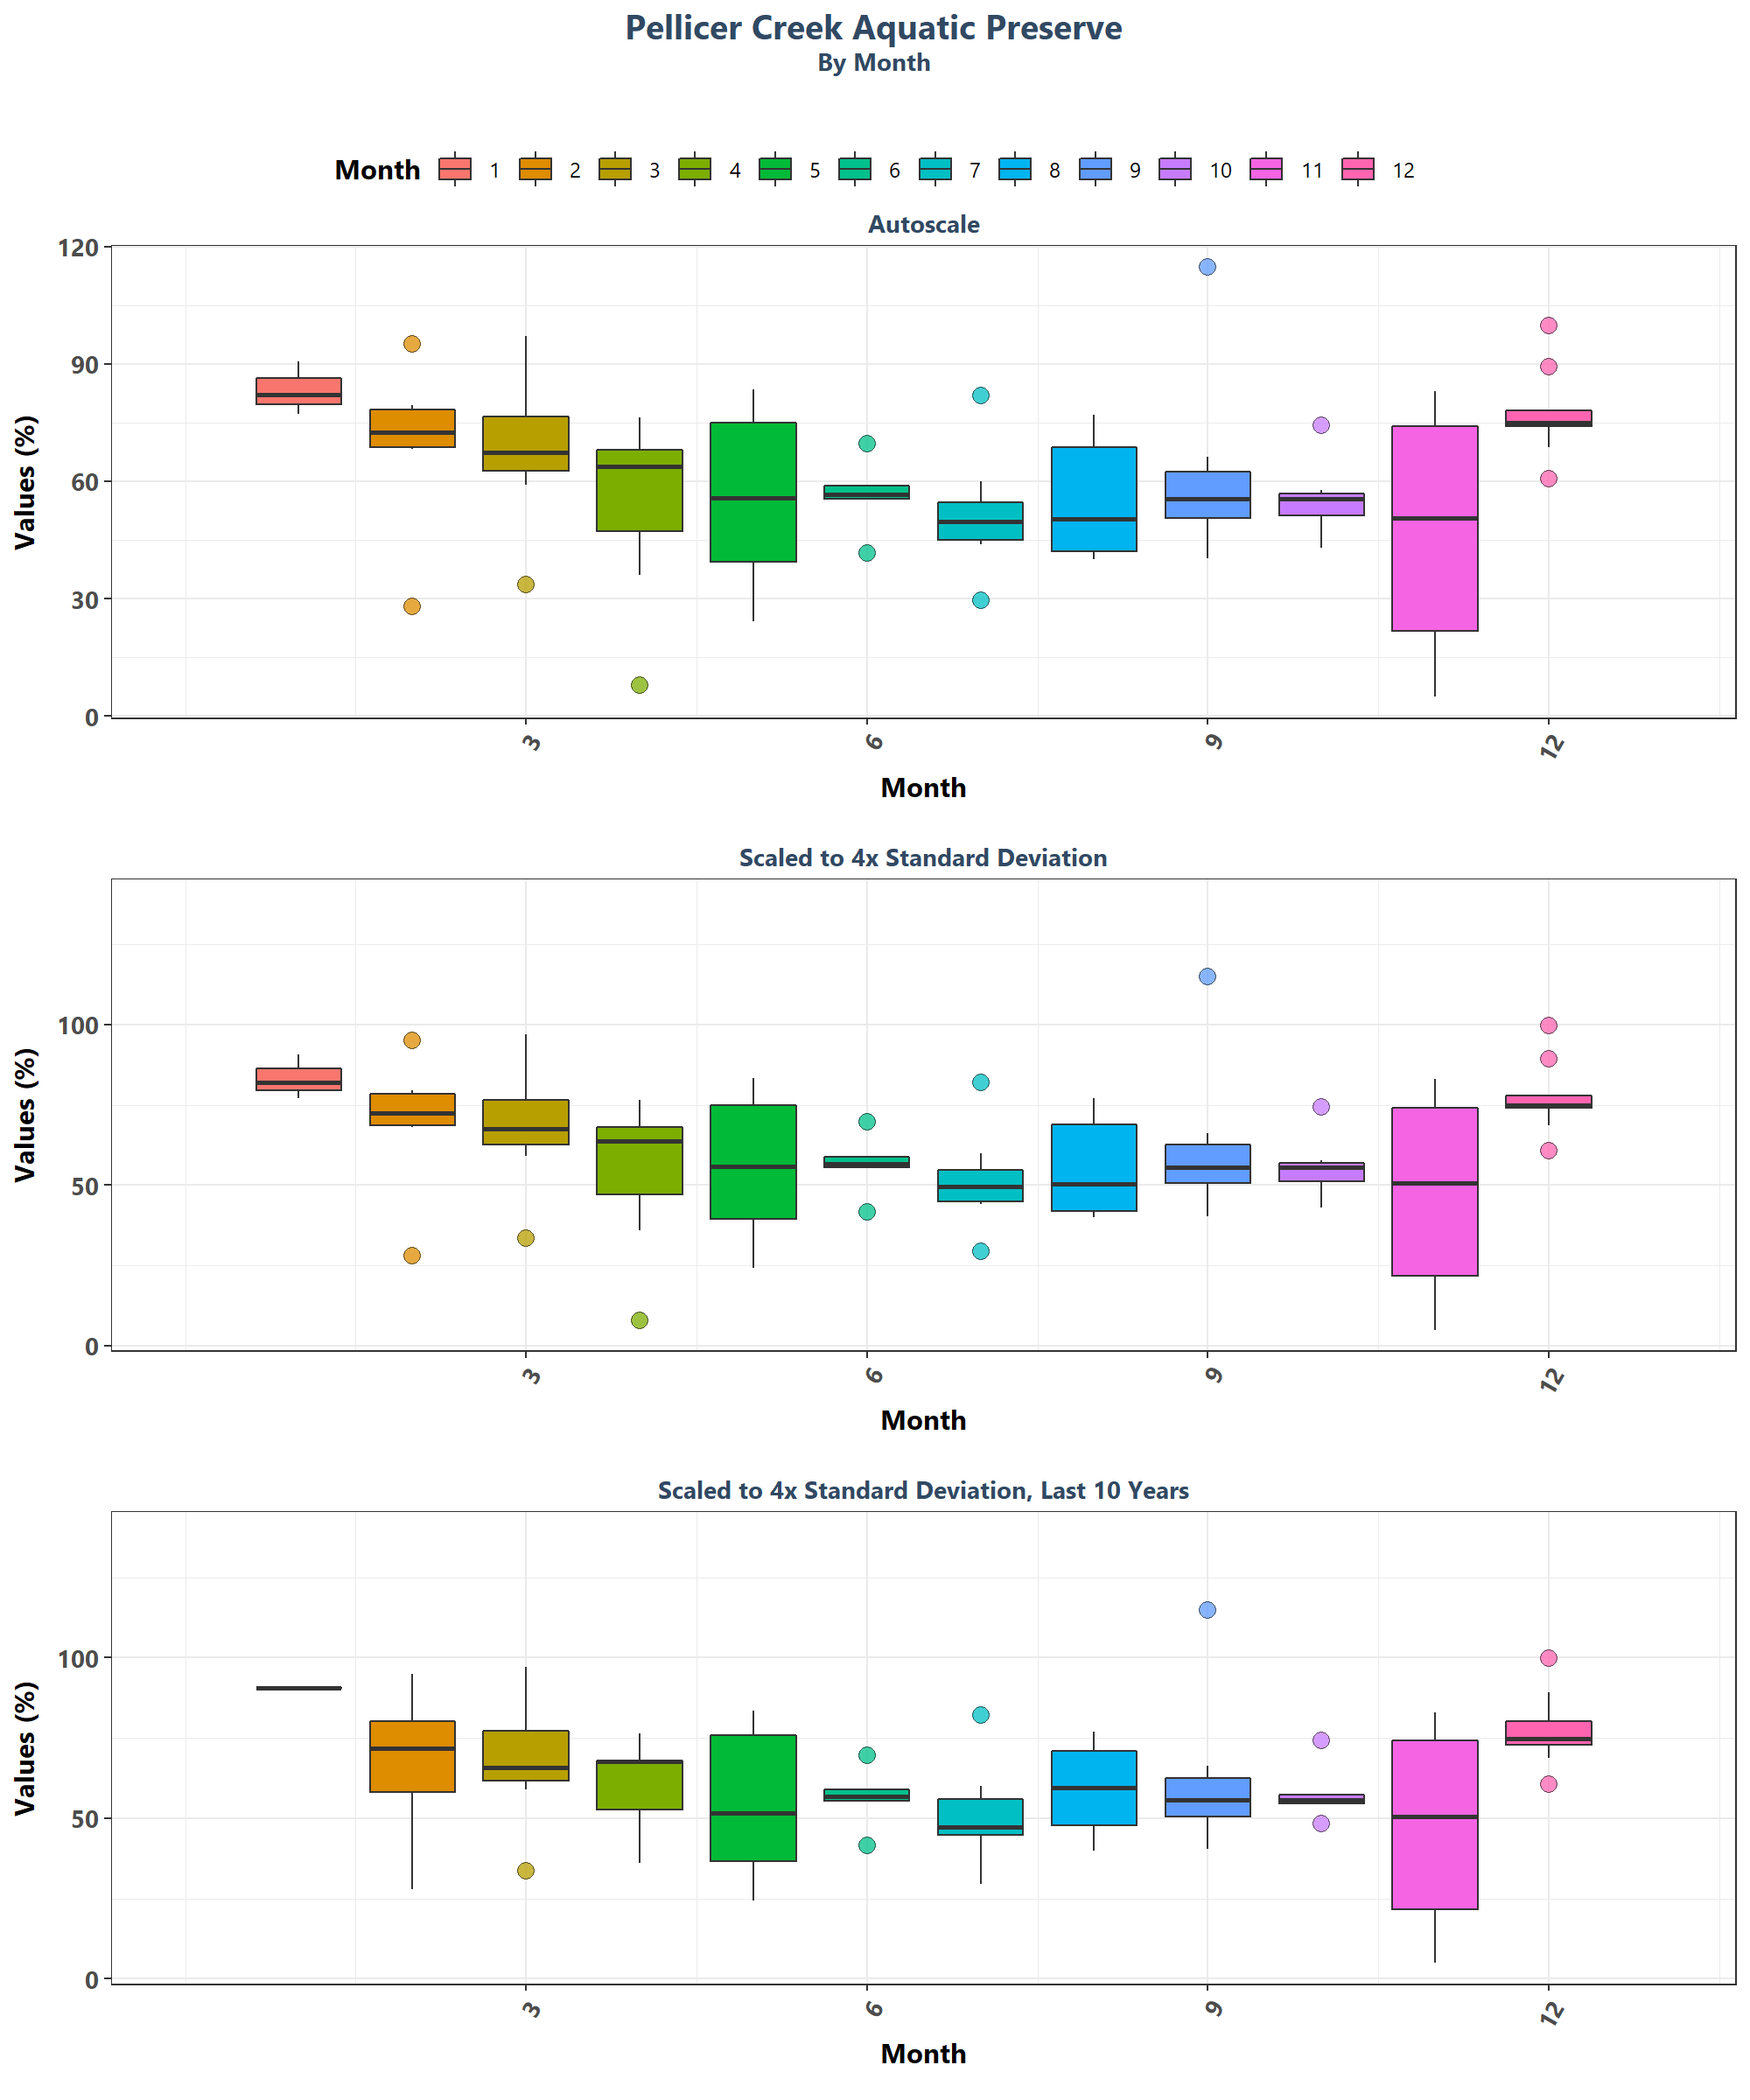 Pellicer Creek Aquatic Preserve
By Month
Month 1 2 3 4 5 6 7 8 9 10 11 12
Autoscale
Values (%)
120
90
60
30
0
3 6 9 12
Month
Scaled to 4x Standard Deviation
Values (%)
100
50
0
3 6 9 12
Month
Scaled to 4x Standard Deviation, Last 10 Years
Values (%)
100
50
0
3 6 9 12
Month